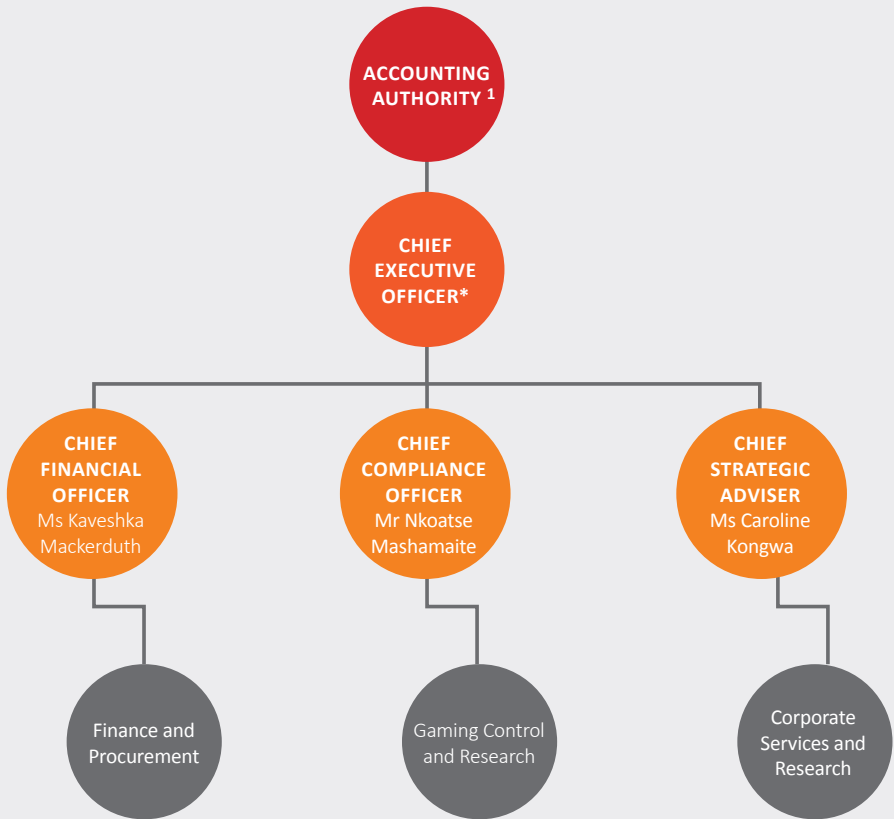 ACCOUNTING
AUTHORITY 1
CHIEF
EXECUTIVE
OFFICER*
CHIEF
FINANCIAL
OFFICER
Ms Kaveshka
Mackerduth
CHIEF
COMPLIANCE
OFFICER
Mr Nkoatse
Mashamaite
CHIEF
STRATEGIC
ADVISER
Ms Caroline
Kongwa
Finance and
Procurement
Gaming Control
and Research
Corporate
Services and
Research